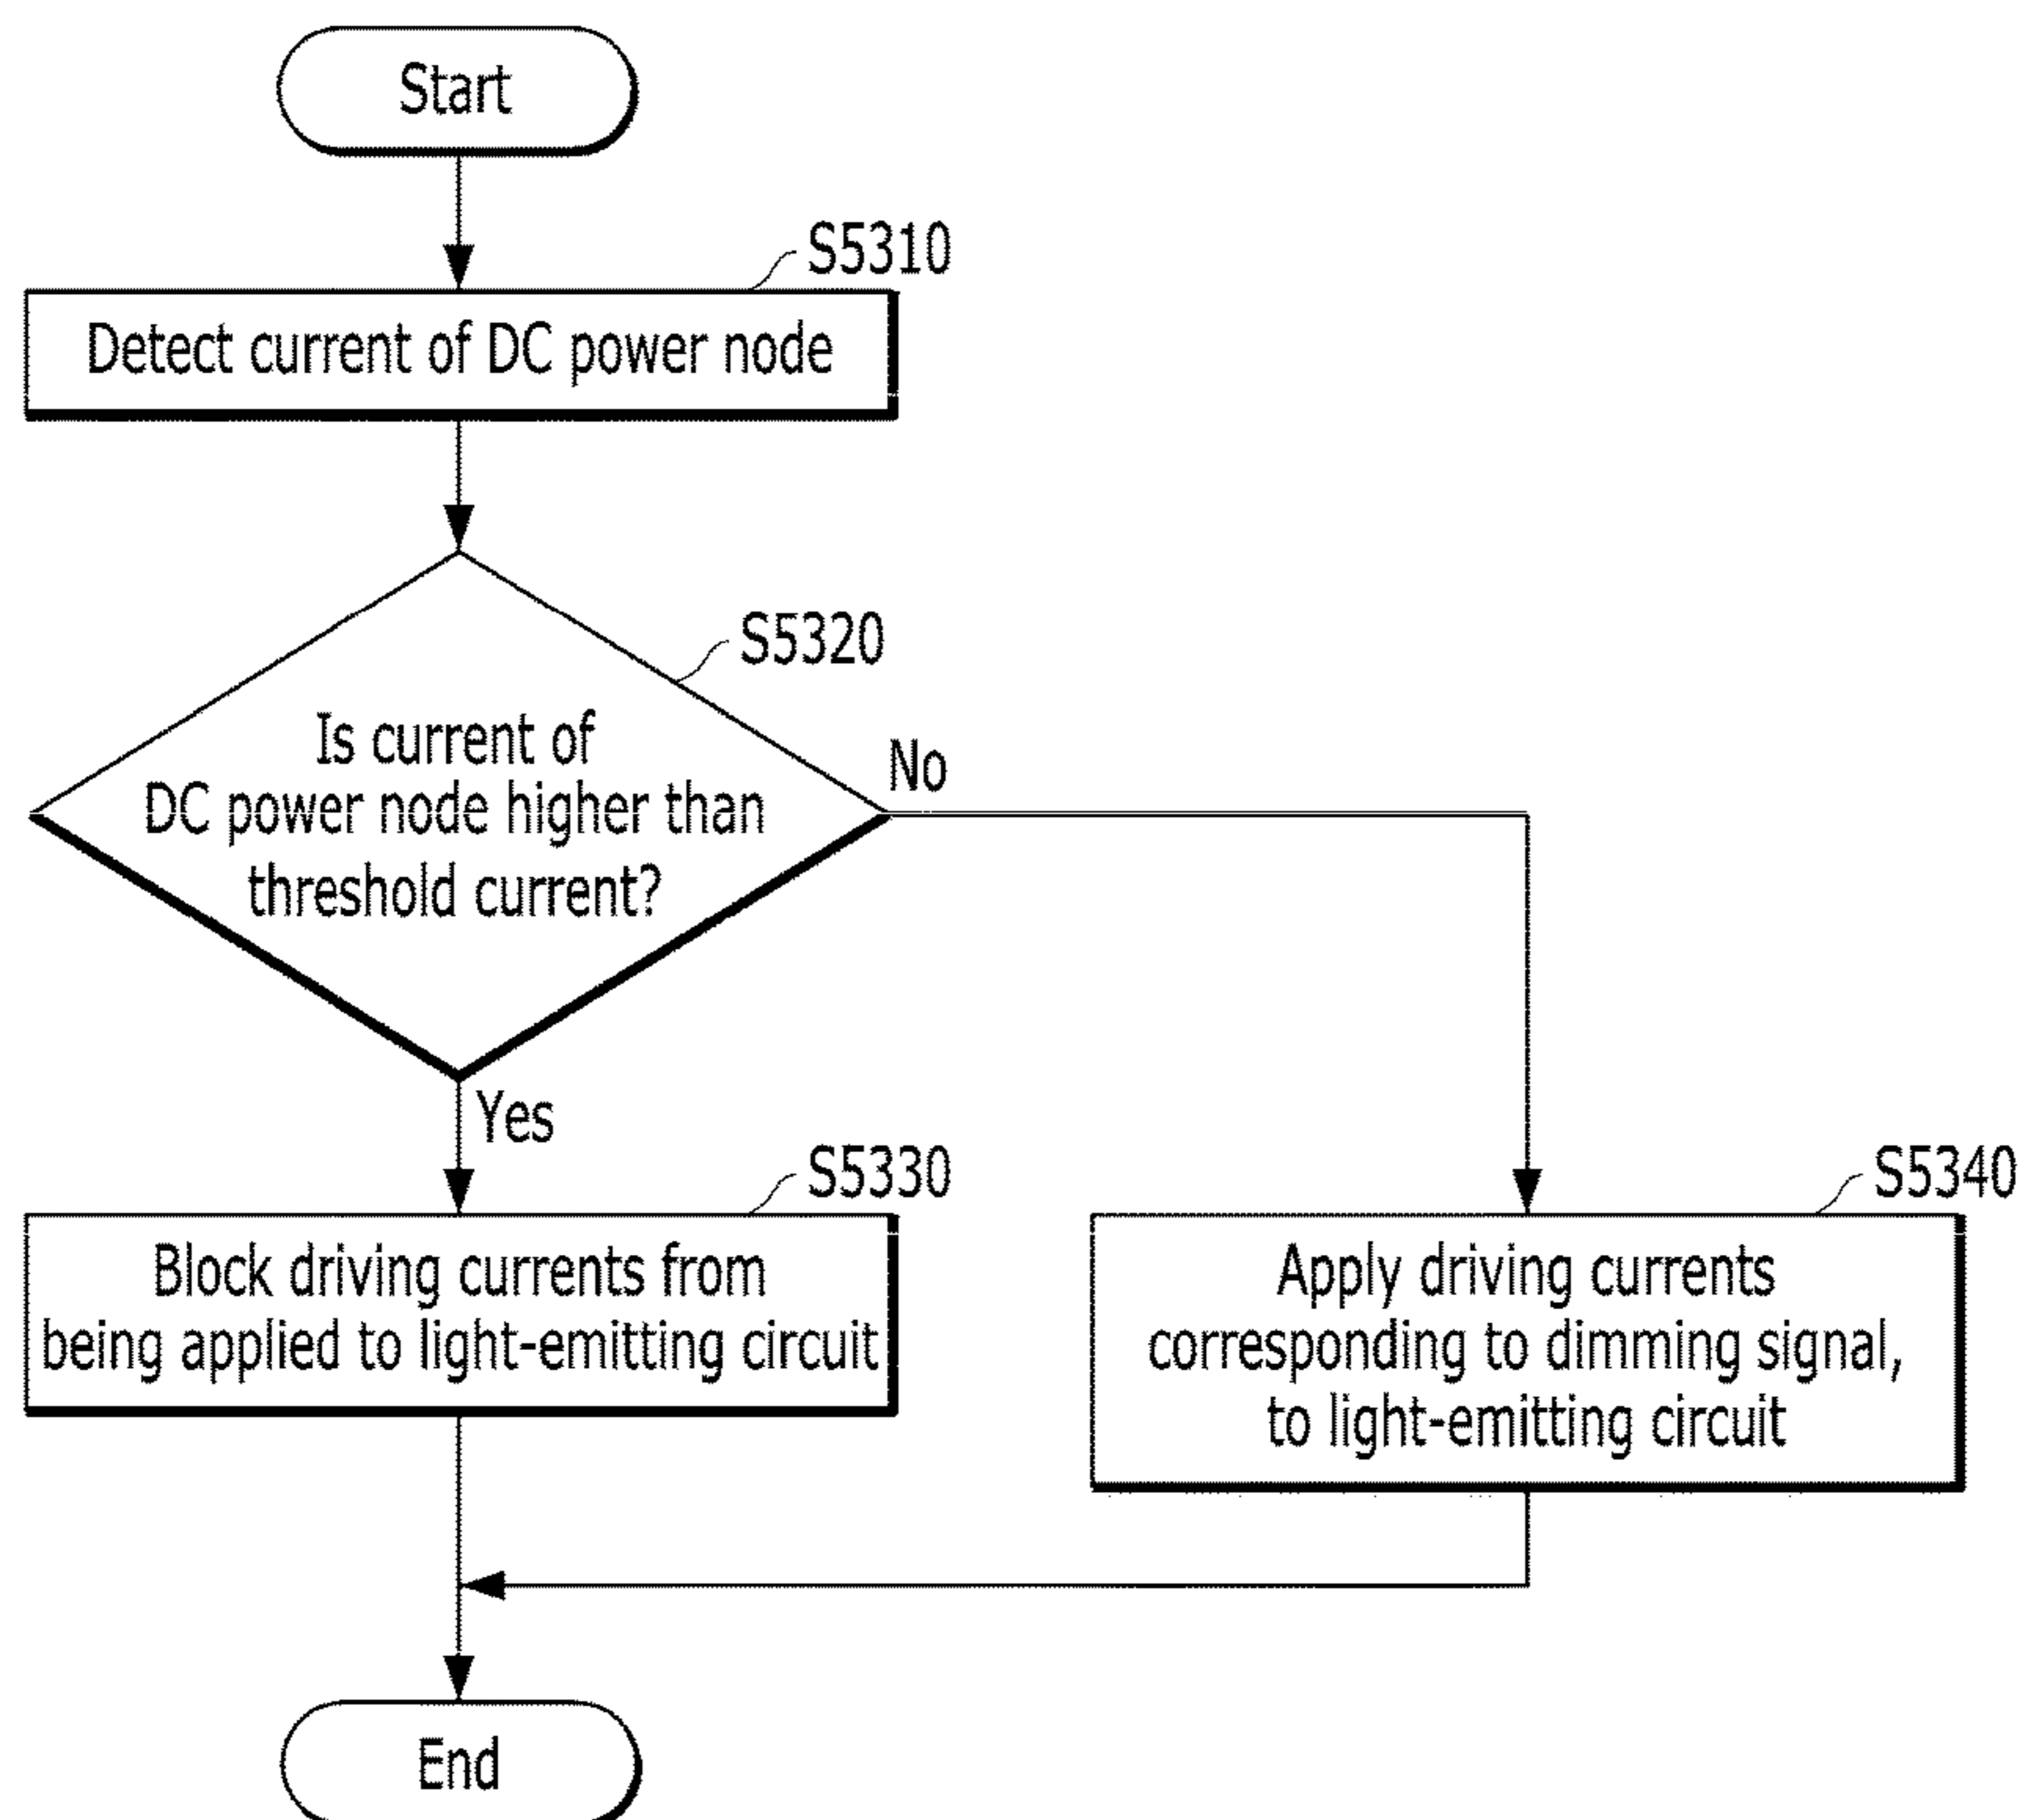 Start
S5310
Detect current of DC power node
S5320
Is current of
DC power node higher than
threshold current?
No
Yes
S5330
Block driving currents from
being applied to light-emitting circuit
S5340
Apply driving currents
corresponding to dimming signal,
to light-emitting circuit
End